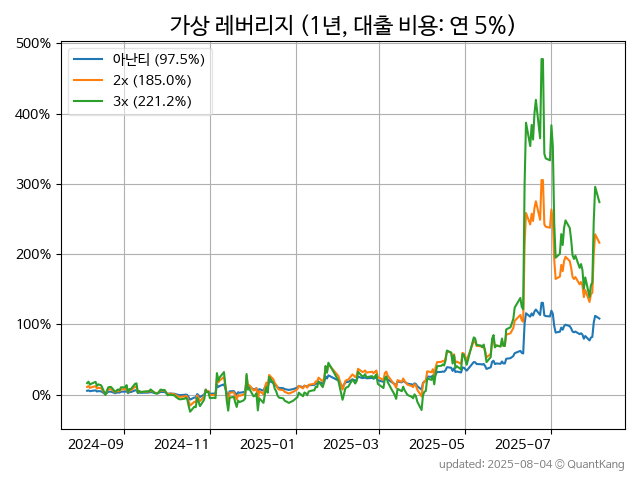 가상 레버리지 (1년, 대출 비용: 연 5%)
500%
400%
300%
200%
100%
0%
아난티 (97.5%)
2x (185.0%)
3x (221.2%)
2024-09
2024-11
2025-01
2025-03
2025-05
2025-07
updated: 2025-08-04 © QuantKang